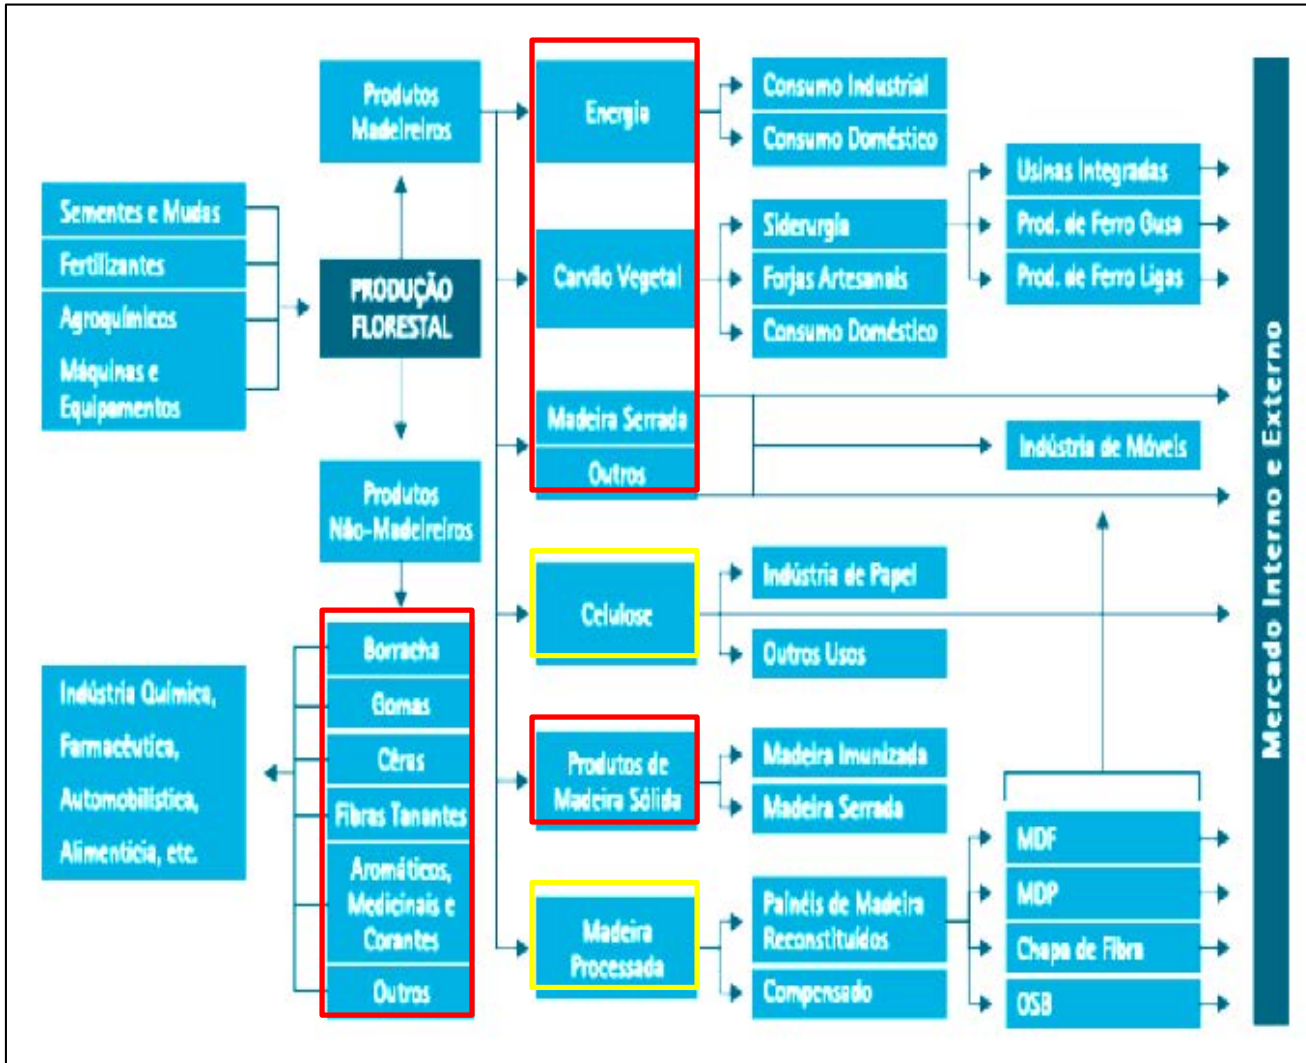 Produtos
Madeireiros
Energia
Consumo Industrial
Consumo Doméstico
Sementes e Mudas
Fertilizantes
Agroquímicos
Máquinas e
Equipamentos
PRODUÇÃO
FLORESTAL
Carvão Vegetal
Siderurgia
Forjas Artesanais
Consumo Doméstico
Usinas Integradas
Prod. de Ferro Gusa
Prod. de Ferro Ligas
Madeira Serrada
Outros
Indústria de Móveis
Produtos
Não-Madeireiros
Celulose
Indústria de Papel
Outros Usos
Indústria Química,
Farmacêutica,
Automobilística,
Alimentícia, etc.
Borracha
Gomas
Cêras
Fibras Tanantes
Aromáticos,
Medicinais e
Corantes
Outros
Produtos de
Madeira Sólida
Madeira Imunizada
Madeira Serrada
Madeira
Processada
Painéis de Madeira
Reconstituídos
Compensado
MDF
MDP
Chapa de Fibra
OSB
Mercado Interno e Externo